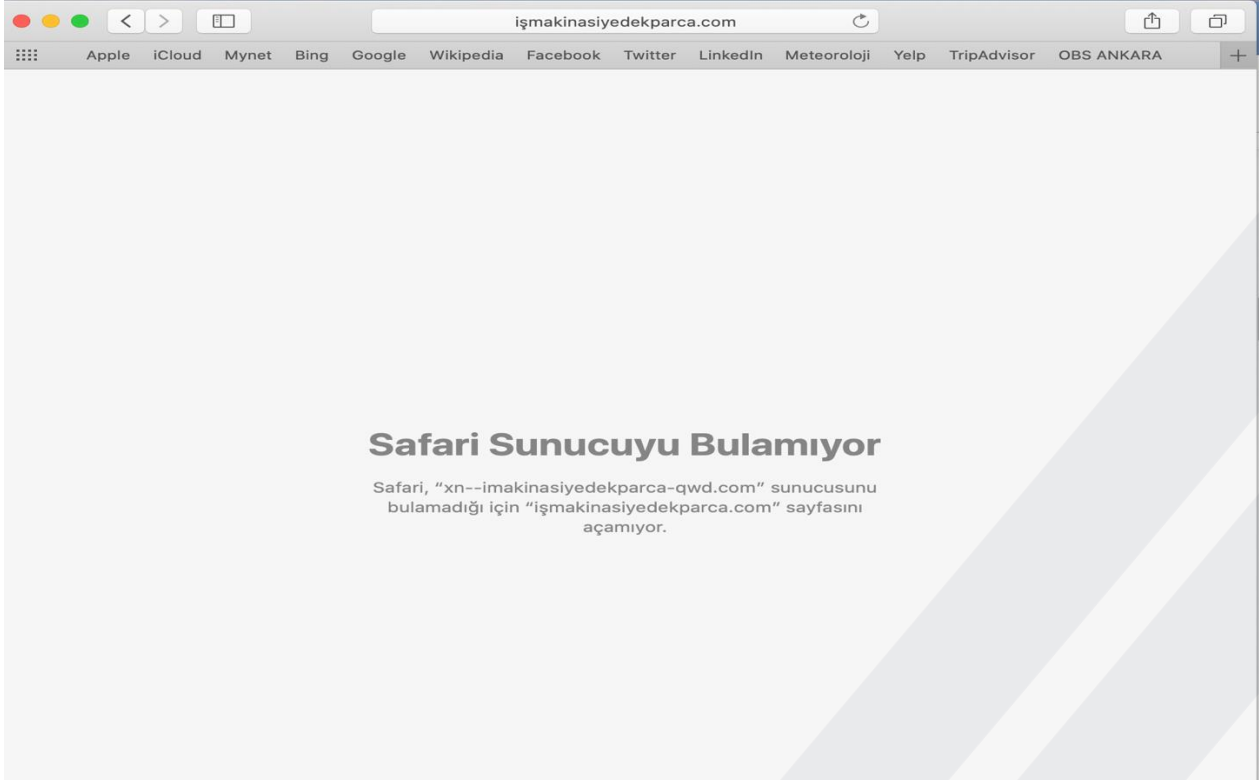 işmakinasiyedekparca.com
Apple iCloud Mynet Bing Google Wikipedia Facebook Twitter LinkedIn Meteoroloji Yelp TripAdvisor OBS ANKARA
Safari Sunucuyu Bulamıyor
Safari, “xn--imakinasiyedekparca-qwd.com” sunucusunu
bulamadığı için “işmakinasiyedekparca.com” sayfasını
açamıyor.